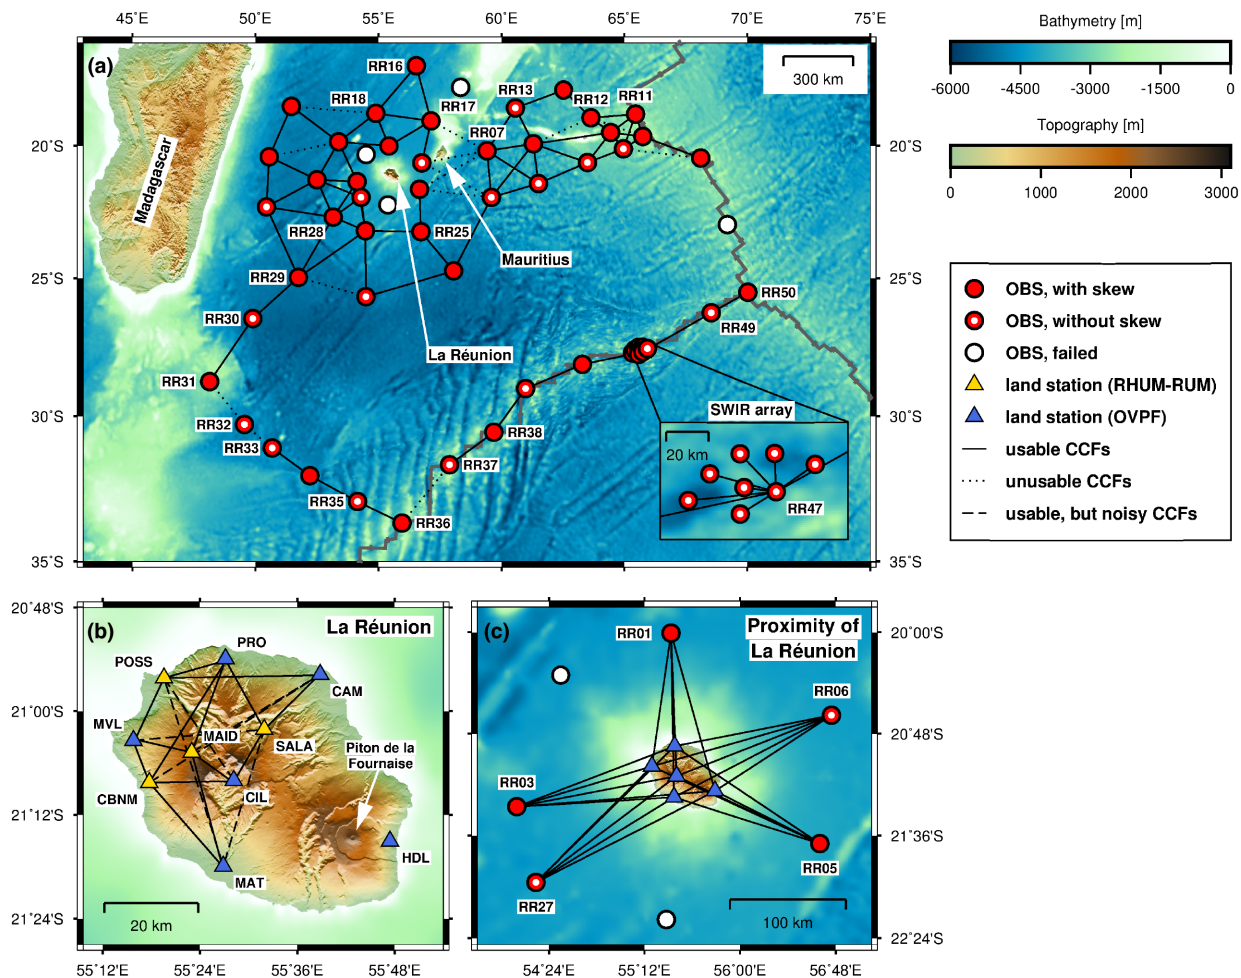 45°E 50°E 55°E 60°E 65°E 70°E 75°E
Bathymetry [m]
-6000 -4500 -3000 -1500 0
Topography [m]
0 1000 2000 3000
(a)
300 km
20°S
25°S
30°S
35°S
Madagascar
RR16
RR18
RR17
RR13
RR12
RR11
RR07
RR28
RR25
RR29
RR30
RR31
RR32
RR33
RR35
RR36
RR37
RR38
RR49
RR50
Mauritius
La Réunion
SWIR array
20 km
RR47
OBS, with skew
OBS, without skew
OBS, failed
land station (RHUM-RUM)
land station (OVPF)
usable CCFs
unusable CCFs
usable, but noisy CCFs
(b)
La Réunion
20°48'S
21°00'S
21°12'S
21°24'S
PRO
POSS
CAM
MVL
MAID
SALA
Piton de la
Fournaise
CBNM
CIL
HDL
MAT
20 km
55°12'E 55°24'E 55°36'E 55°48'E
(c)
Proximity of
La Réunion
RR01
RR06
RR03
RR05
RR27
100 km
20°00'S
20°48'S
21°36'S
22°24'S
54°24'E 55°12'E 56°00'E 56°48'E